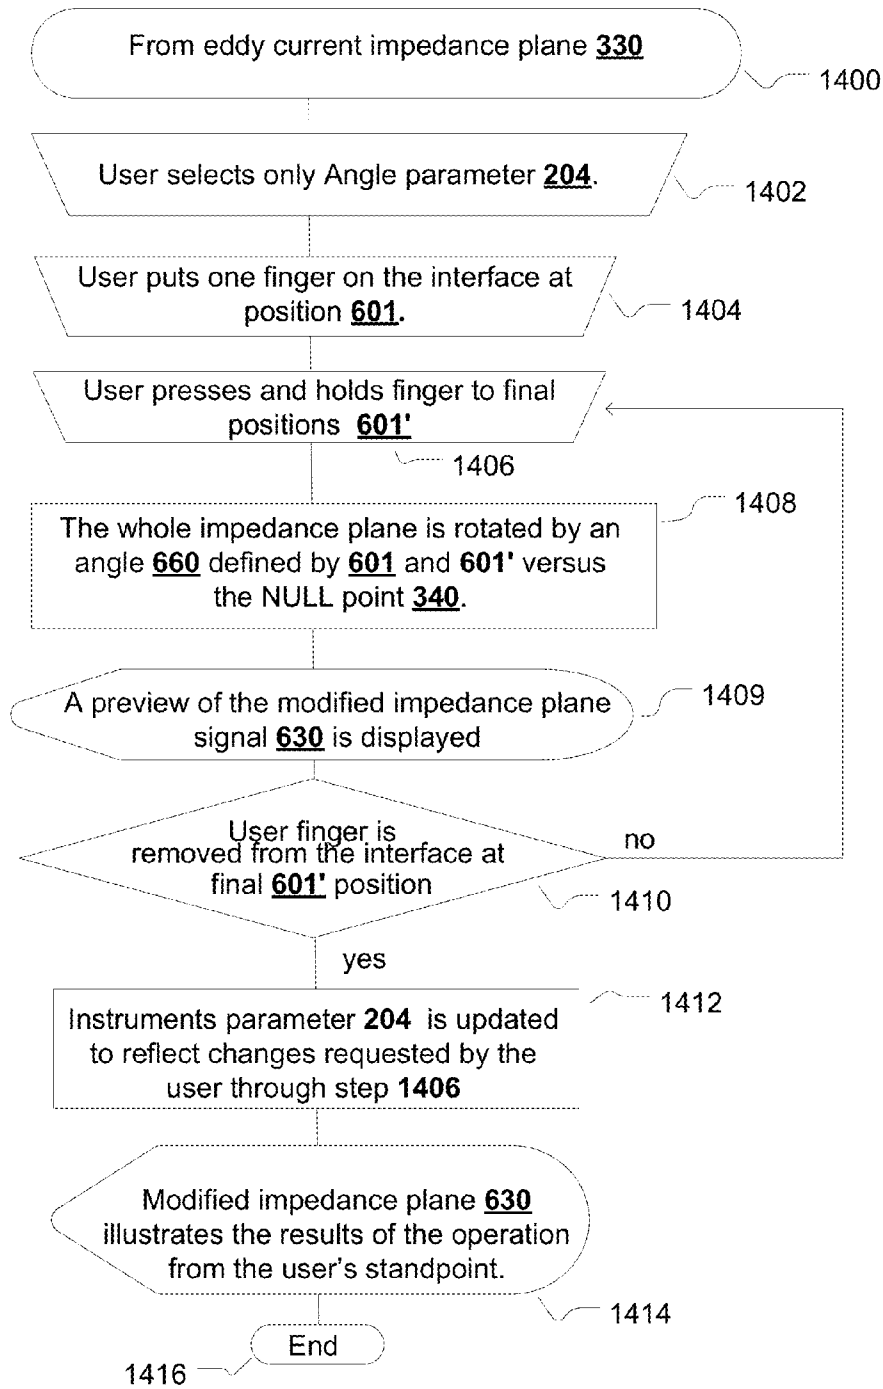 From eddy current impedance plane 330
1400
User selects only Angle parameter 204.
1402
User puts one finger on the interface at
position 601.
1404
User presses and holds finger to final
positions 601'
1406
1408
The whole impedance plane is rotated by an
angle 660 defined by 601 and 601' versus
the NULL point 340.
1409
A preview of the modified impedance plane
signal 630 is displayed
User finger is
removed from the interface at
final 601' position
no
1410
yes
1412
Instruments parameter 204 is updated
to reflect changes requested by the
user through step 1406
Modified impedance plane 630
illustrates the results of the operation
from the user's standpoint.
1414
End
1416